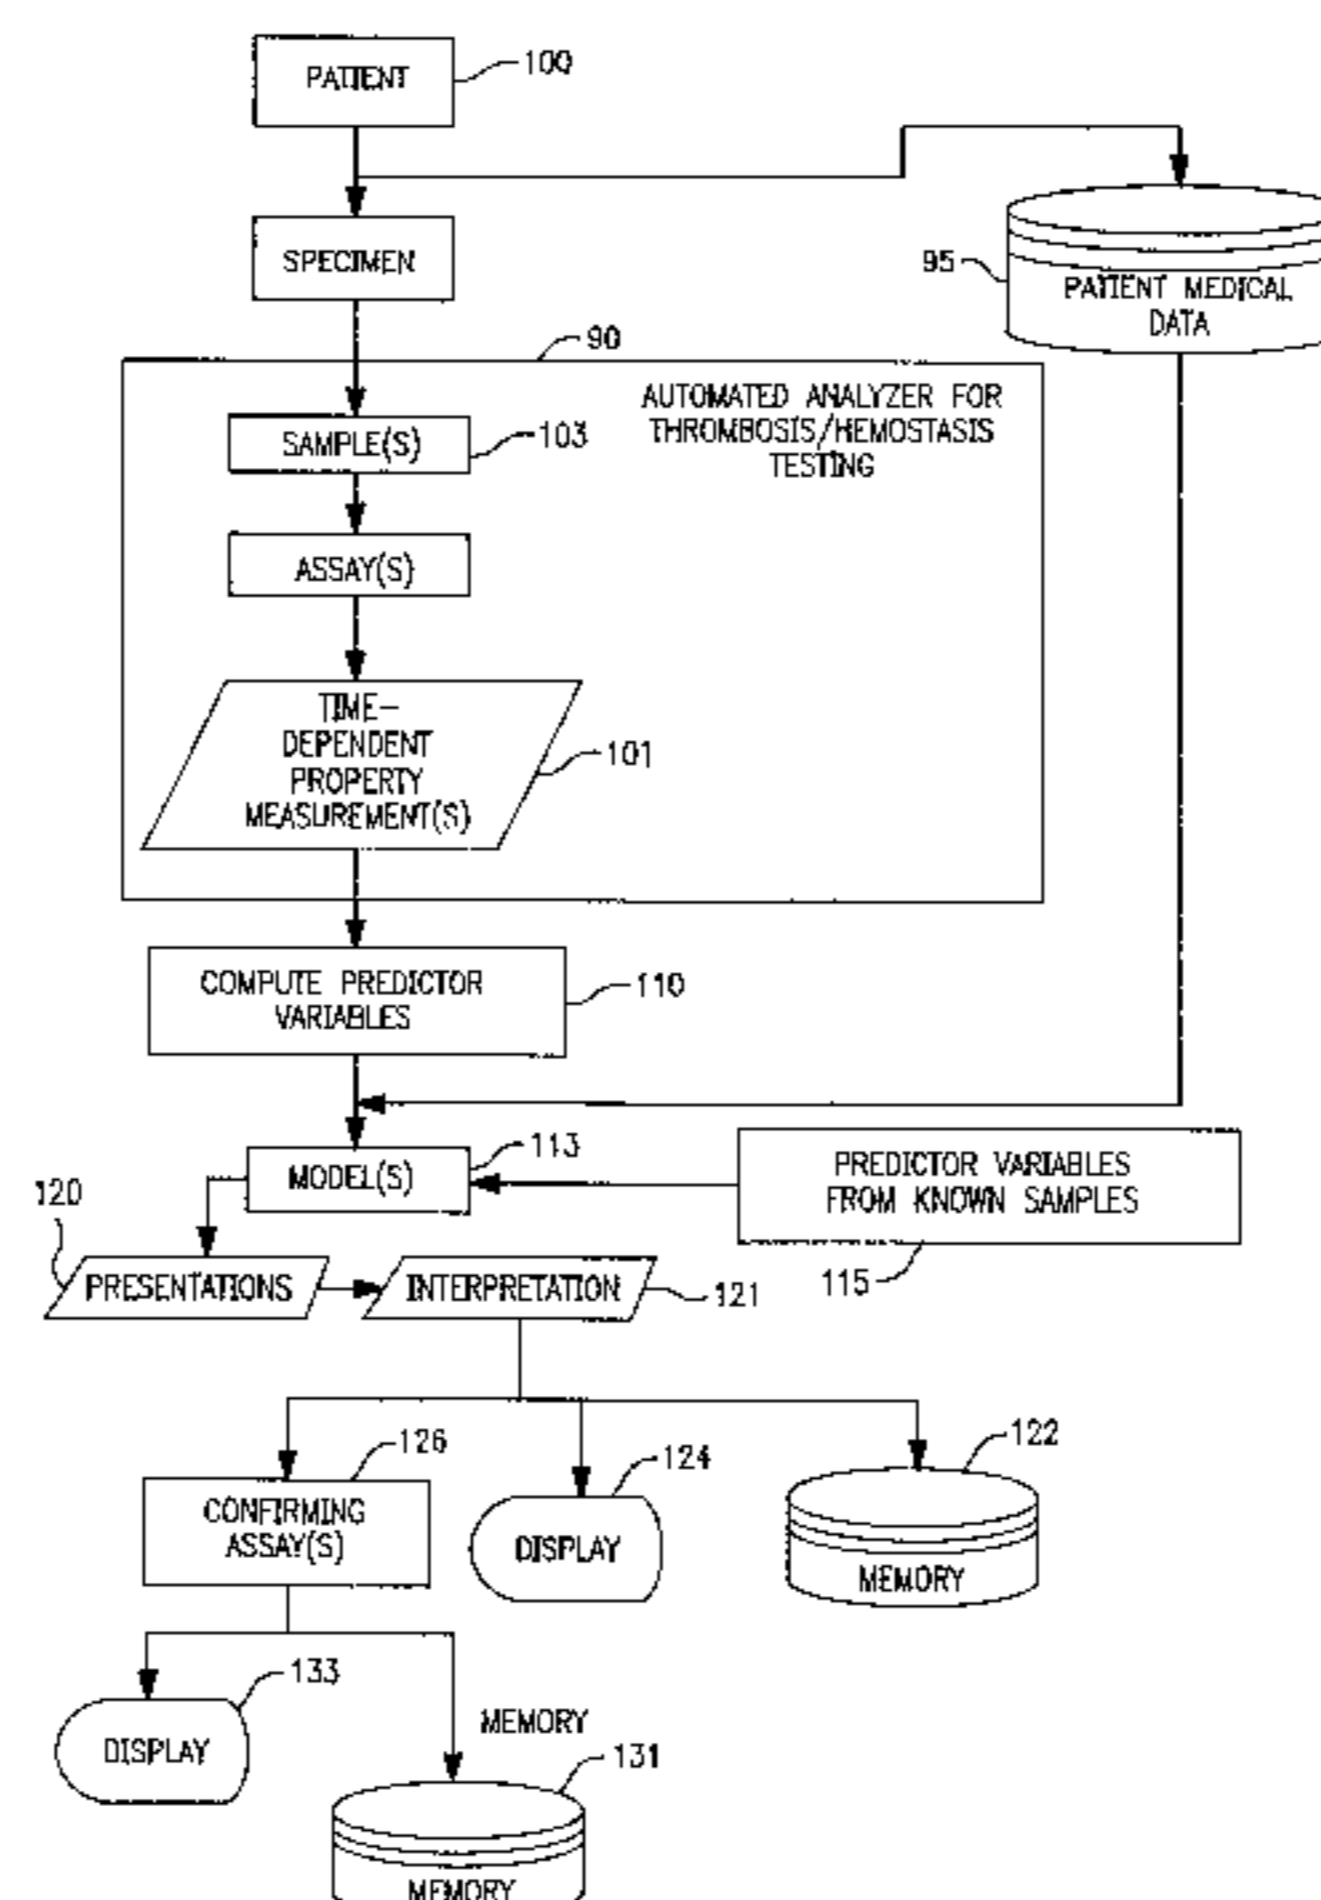 PATIENT
100
SPECIMEN
95
PATIENT MEDICAL
DATA
90
AUTOMATED ANALYZER FOR
THROMBOSIS/HEMOSTASIS
TESTING
SAMPLE(S)
103
ASSAY(S)
TIME-
DEPENDENT
PROPERTY
MEASUREMENT(S)
101
COMPUTE PREDICTOR
VARIABLES
110
MODEL(S)
113
PREDICTOR VARIABLES
FROM KNOWN SAMPLES
115
120
PRESENTATIONS
INTERPRETATION
121
126
CONFIRMING
ASSAY(S)
124
DISPLAY
122
MEMORY
133
DISPLAY
MEMORY
131
MEMORY